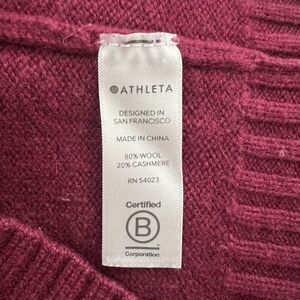 ATHLETA
DESIGNED IN
SAN FRANCISCO
MADE IN CHINA
80% WOOL
20% CASHMERE
RN 54023
Certified
B
Corporation